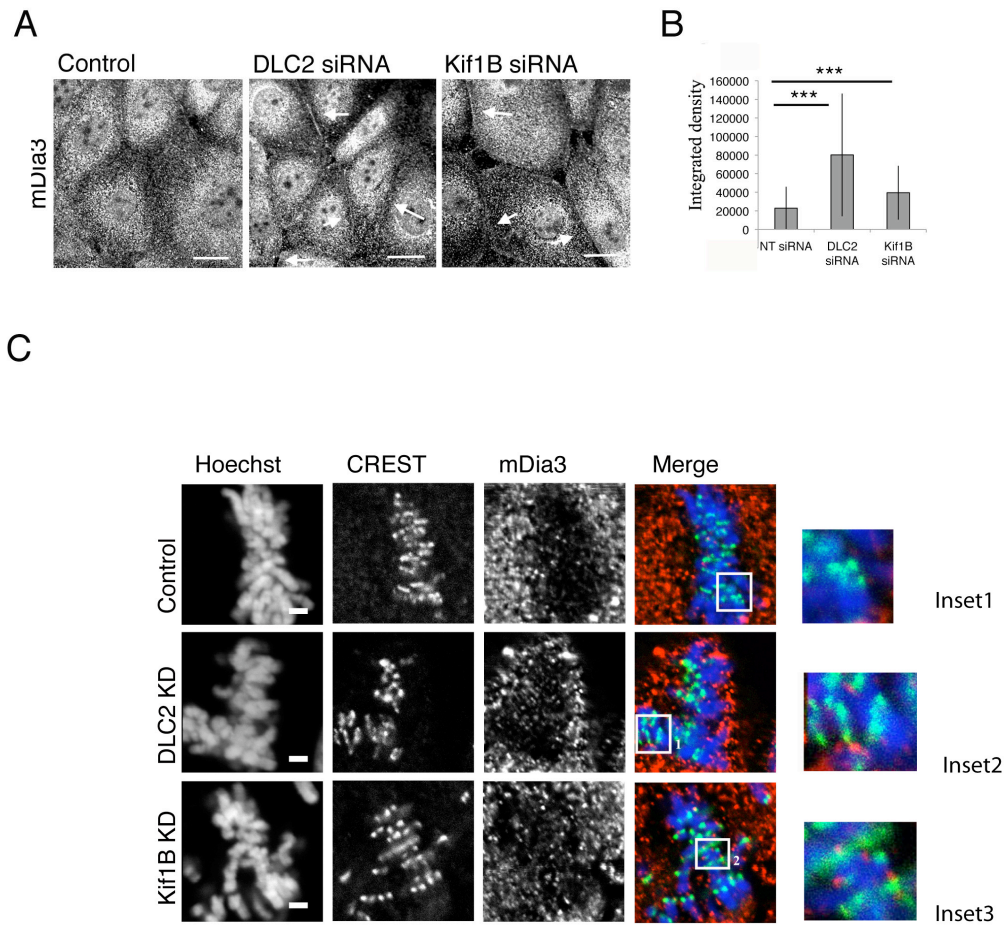 A
Control
DLC2 siRNA
Kif1B siRNA
mDia3
B
***
***
Integrated density
160000
140000
120000
100000
80000
60000
40000
20000
0
NT siRNA
DLC2
siRNA
Kif1B
siRNA
C
Hoechst
CREST
mDia3
Merge
Control
Inset1
DLC2 KD
1
Inset2
Kif1B KD
2
Inset3